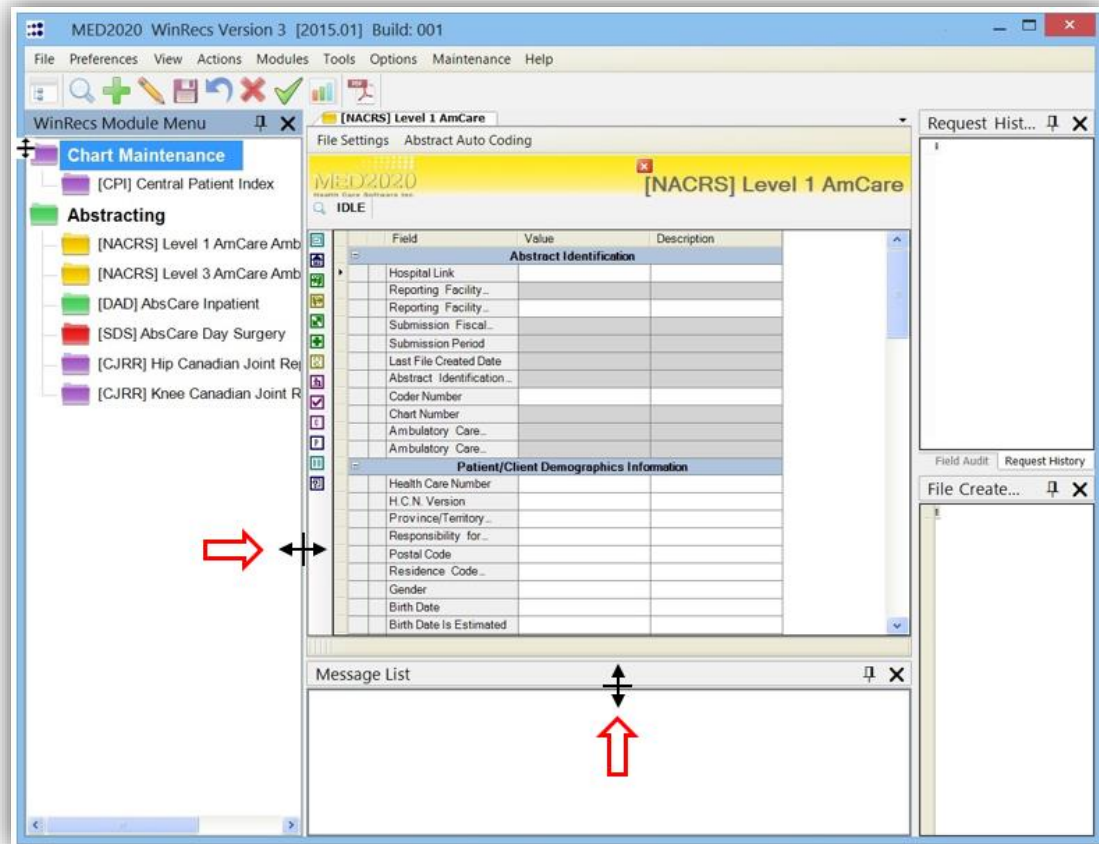 MED2020 WinRecs Version 3 [2015.01] Build: 001
File Preferences View Actions Modules Tools Options Maintenance Help
WinRecs Module Menu
Chart Maintenance
[CPI] Central Patient Index
Abstracting
[NACRS] Level 1 AmCare Amb
[NACRS] Level 3 AmCare Amb
[DAD] AbsCare Inpatient
[SDS] AbsCare Day Surgery
[CJRR] Hip Canadian Joint Rep
[CJRR] Knee Canadian Joint R
[NACRS] Level 1 AmCare
File Settings Abstract Auto Coding
MED2020
Health Care Software Inc.
[NACRS] Level 1 AmCare
IDLE
Field Value Description
Abstract Identification
Hospital Link
Reporting Facility...
Reporting Facility...
Submission Fiscal...
Submission Period
Last File Created Date
Abstract Identification...
Coder Number
Chart Number
Ambulatory Care...
Ambulatory Care...
Patient/Client Demographics Information
Health Care Number
H.C.N. Version
Province/Territory...
Responsibility for...
Postal Code
Residence Code...
Gender
Birth Date
Birth Date Is Estimated
Message List
Request Hist...
Field Audit Request History
File Create...